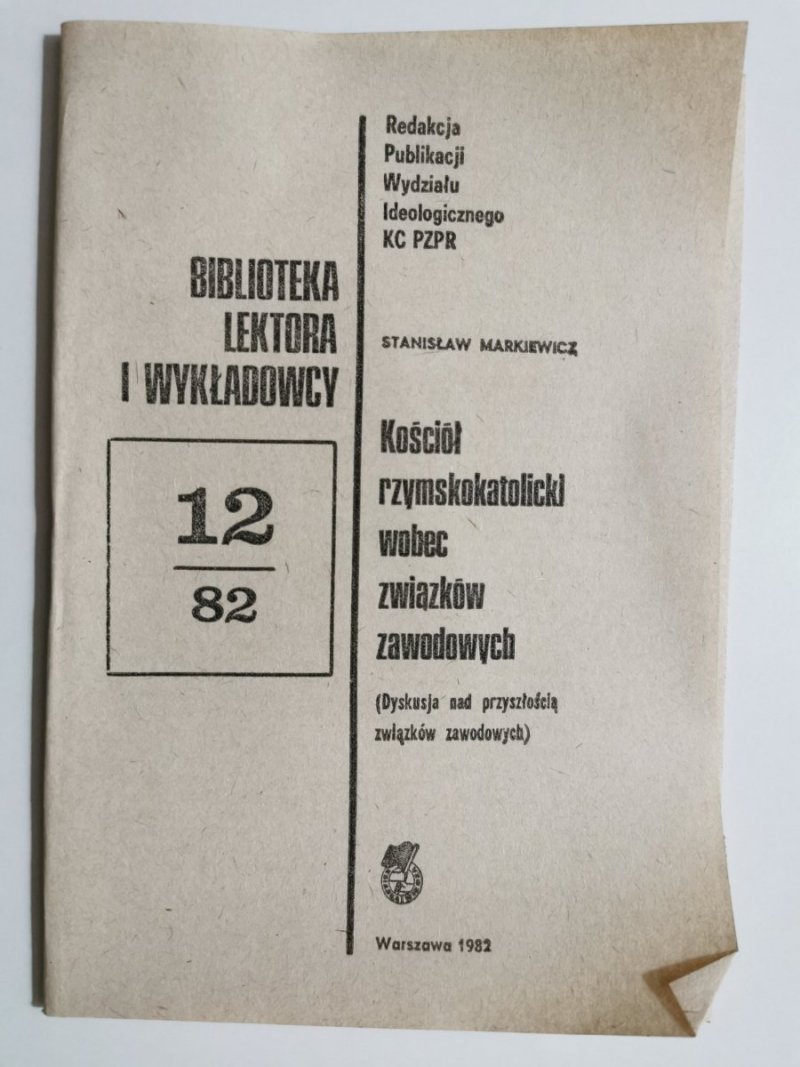 Redakcja
Publikacji
Wydziału
Ideologicznego
KC PZPR
BIBLIOTEKA
LEKTORA
I WYKŁADOWCY
12
82
STANISŁAW MARKIEWICZ
Kościół
rzymskokatolicki
wobec
związków
zawodowych
(Dyskusja nad przyszłością
związków zawodowych)
Warszawa 1982